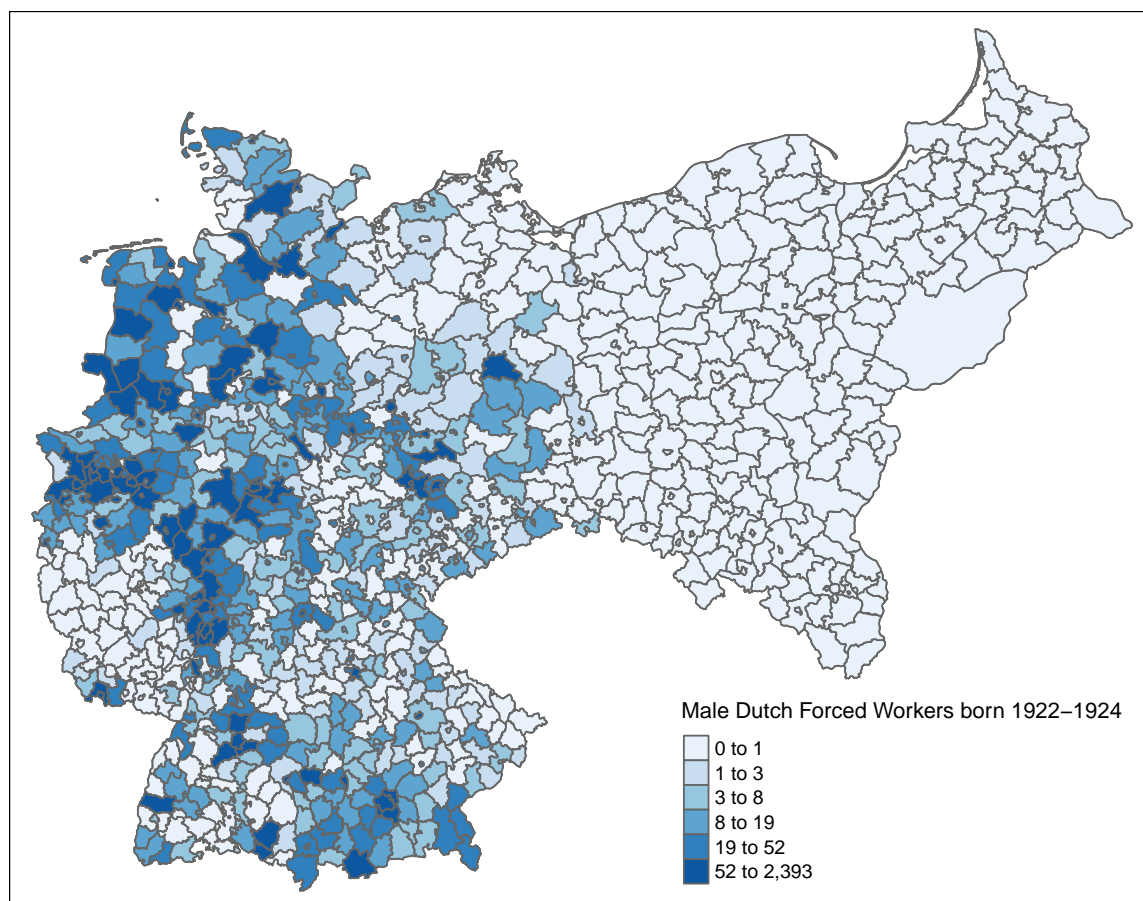 Male Dutch Forced Workers born 1922–1924
0 to 1
1 to 3
3 to 8
8 to 19
19 to 52
52 to 2,393